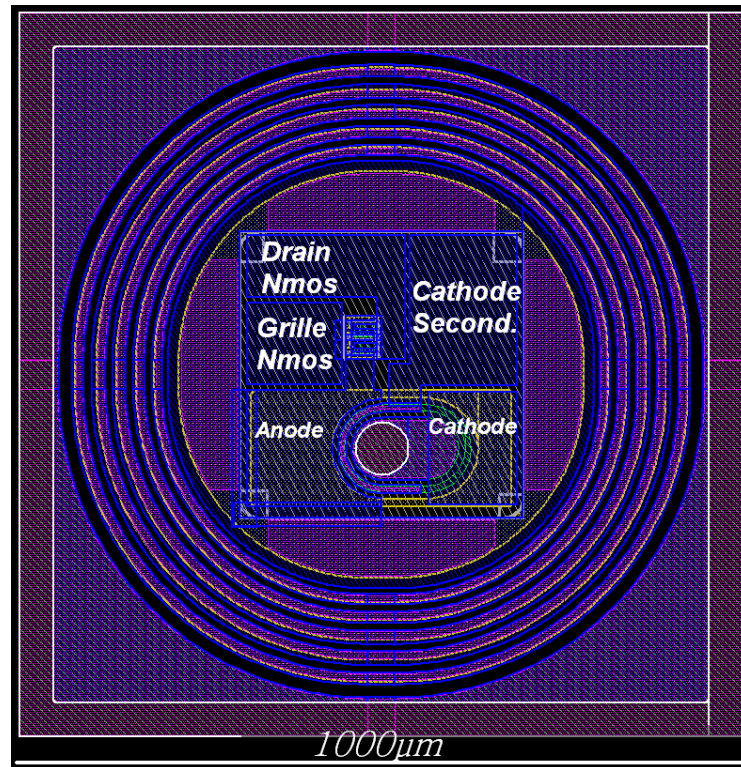 Drain
Nmos
Cathode
Second.
Grille
Nmos
Anode
Cathode
1000µm